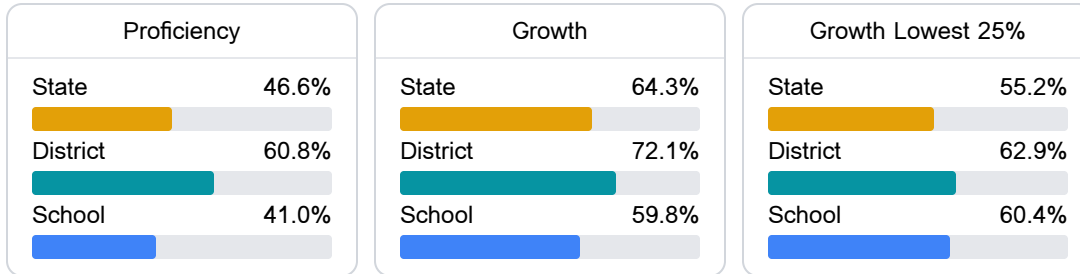 Proficiency
State 46.6%
District 60.8%
School 41.0%
Growth
State 64.3%
District 72.1%
School 59.8%
Growth Lowest 25%
State 55.2%
District 62.9%
School 60.4%